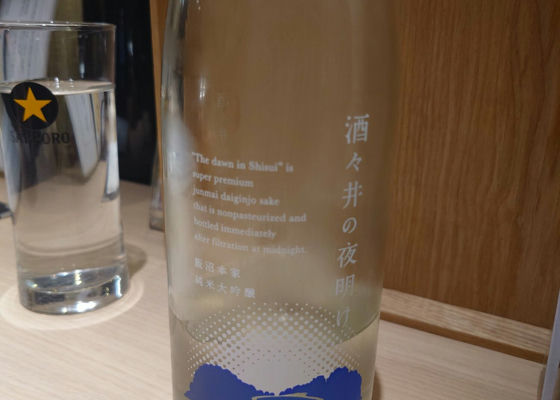 SAPPORO
"The dawn in Shisui" is
super premium
junmai daiginjo sake
that is nonpasteurized and
bottled immediately
after filtration at midnight.
飯沼本家
純米大吟醸
酒々井の夜明け